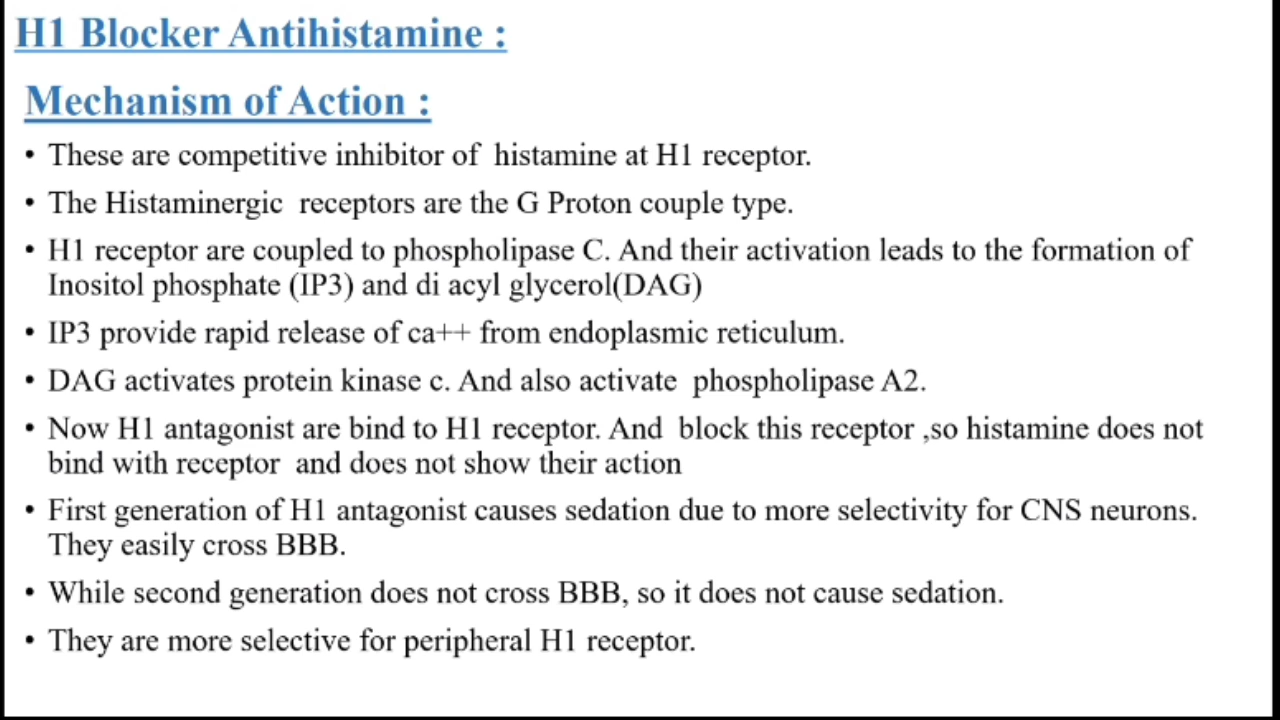 H1 Blocker Antihistamine :
Mechanism of Action :
• These are competitive inhibitor of histamine at H1 receptor.
• The Histaminergic receptors are the G Proton couple type.
• H1 receptor are coupled to phospholipase C. And their activation leads to the formation of
Inositol phosphate (IP3) and di acyl glycerol(DAG)
• IP3 provide rapid release of ca++ from endoplasmic reticulum.
• DAG activates protein kinase c. And also activate phospholipase A2.
• Now H1 antagonist are bind to H1 receptor. And block this receptor ,so histamine does not
bind with receptor and does not show their action
• First generation of H1 antagonist causes sedation due to more selectivity for CNS neurons.
They easily cross BBB.
• While second generation does not cross BBB, so it does not cause sedation.
• They are more selective for peripheral H1 receptor.